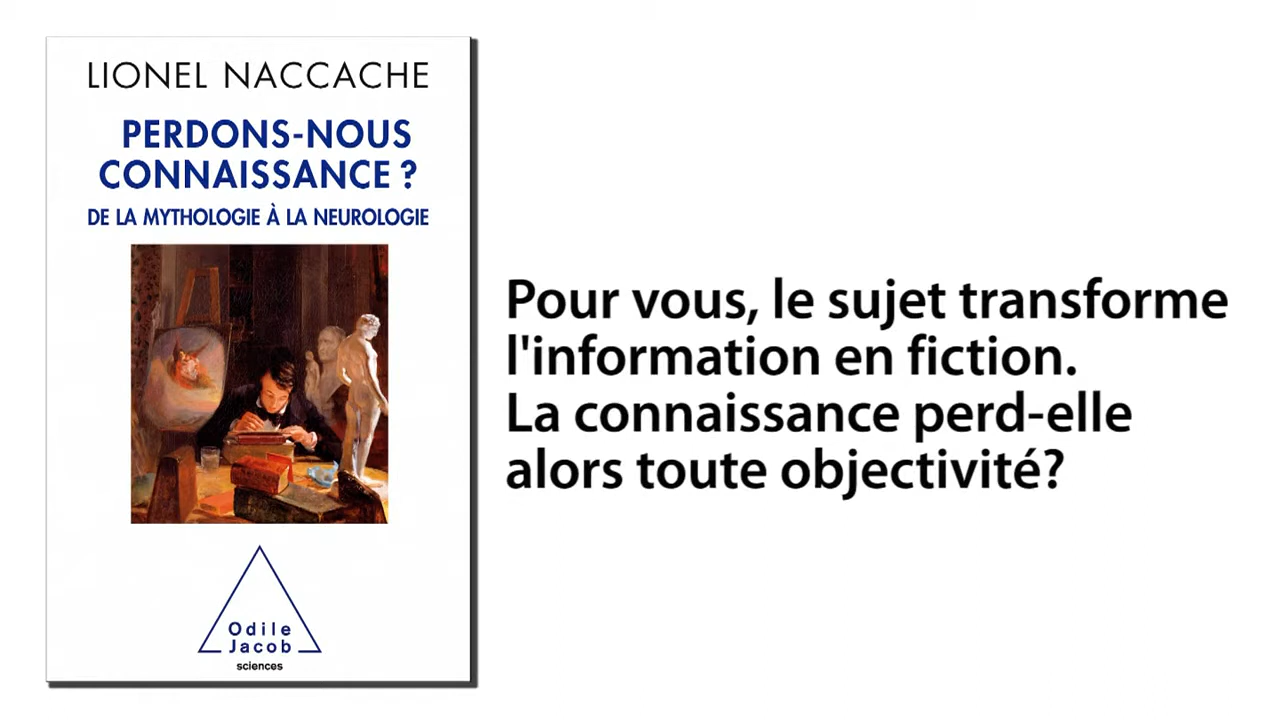 LIONEL NACCACHE
PERDONS-NOUS
CONNAISSANCE ?
DE LA MYTHOLOGIE À LA NEUROLOGIE
Odile
Jacob
sciences
Pour vous, le sujet transforme
l'information en fiction.
La connaissance perd-elle
alors toute objectivité?